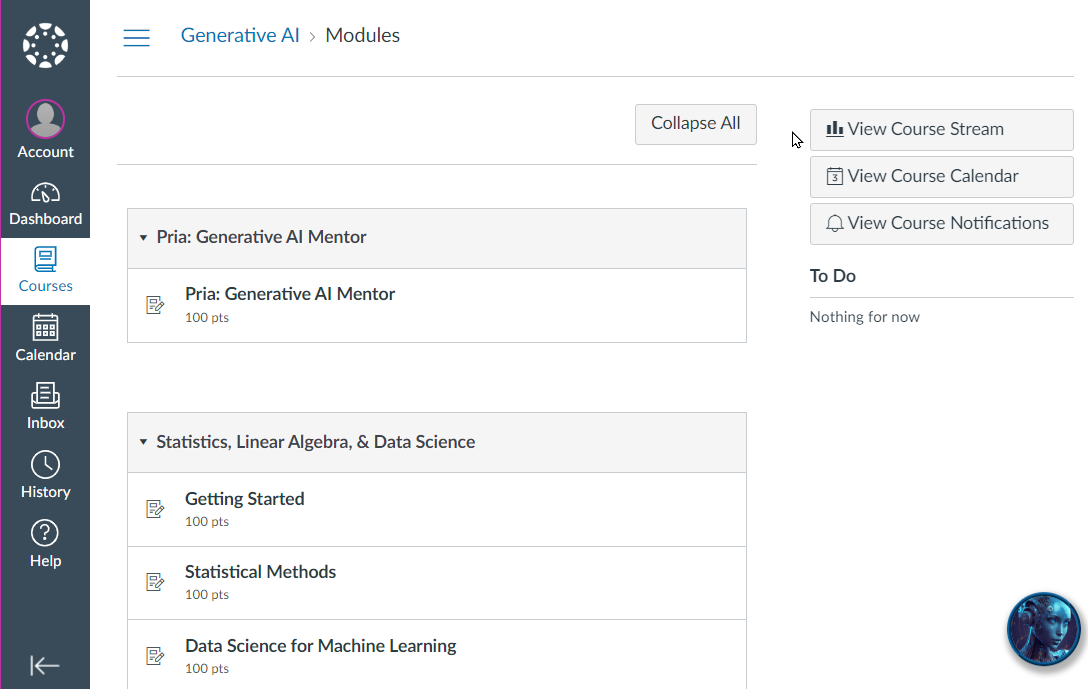 Generative AI › Modules
Account
Dashboard
Courses
Calendar
Inbox
History
Help
Collapse All
Pria: Generative AI Mentor
Pria: Generative AI Mentor
100 pts
Statistics, Linear Algebra, & Data Science
Getting Started
100 pts
Statistical Methods
100 pts
Data Science for Machine Learning
100 pts
View Course Stream
3 View Course Calendar
View Course Notifications
To Do
Nothing for now